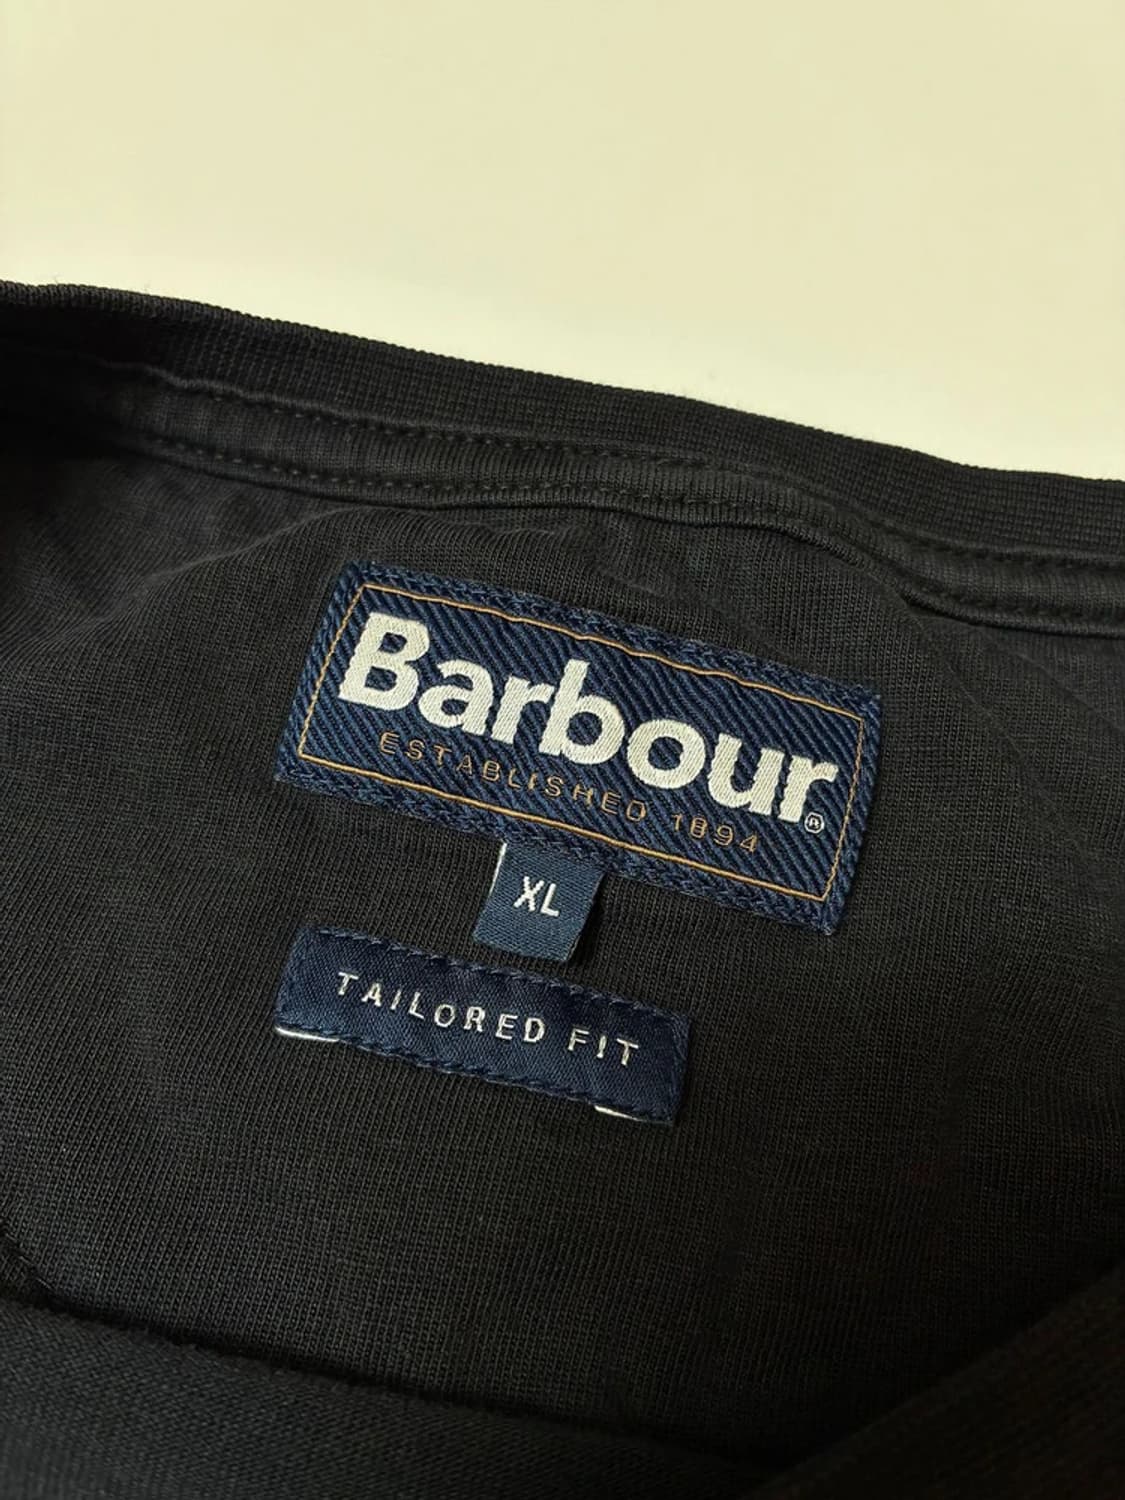 Barbour®
ESTABLISHED 1894
XL
TAILORED FIT